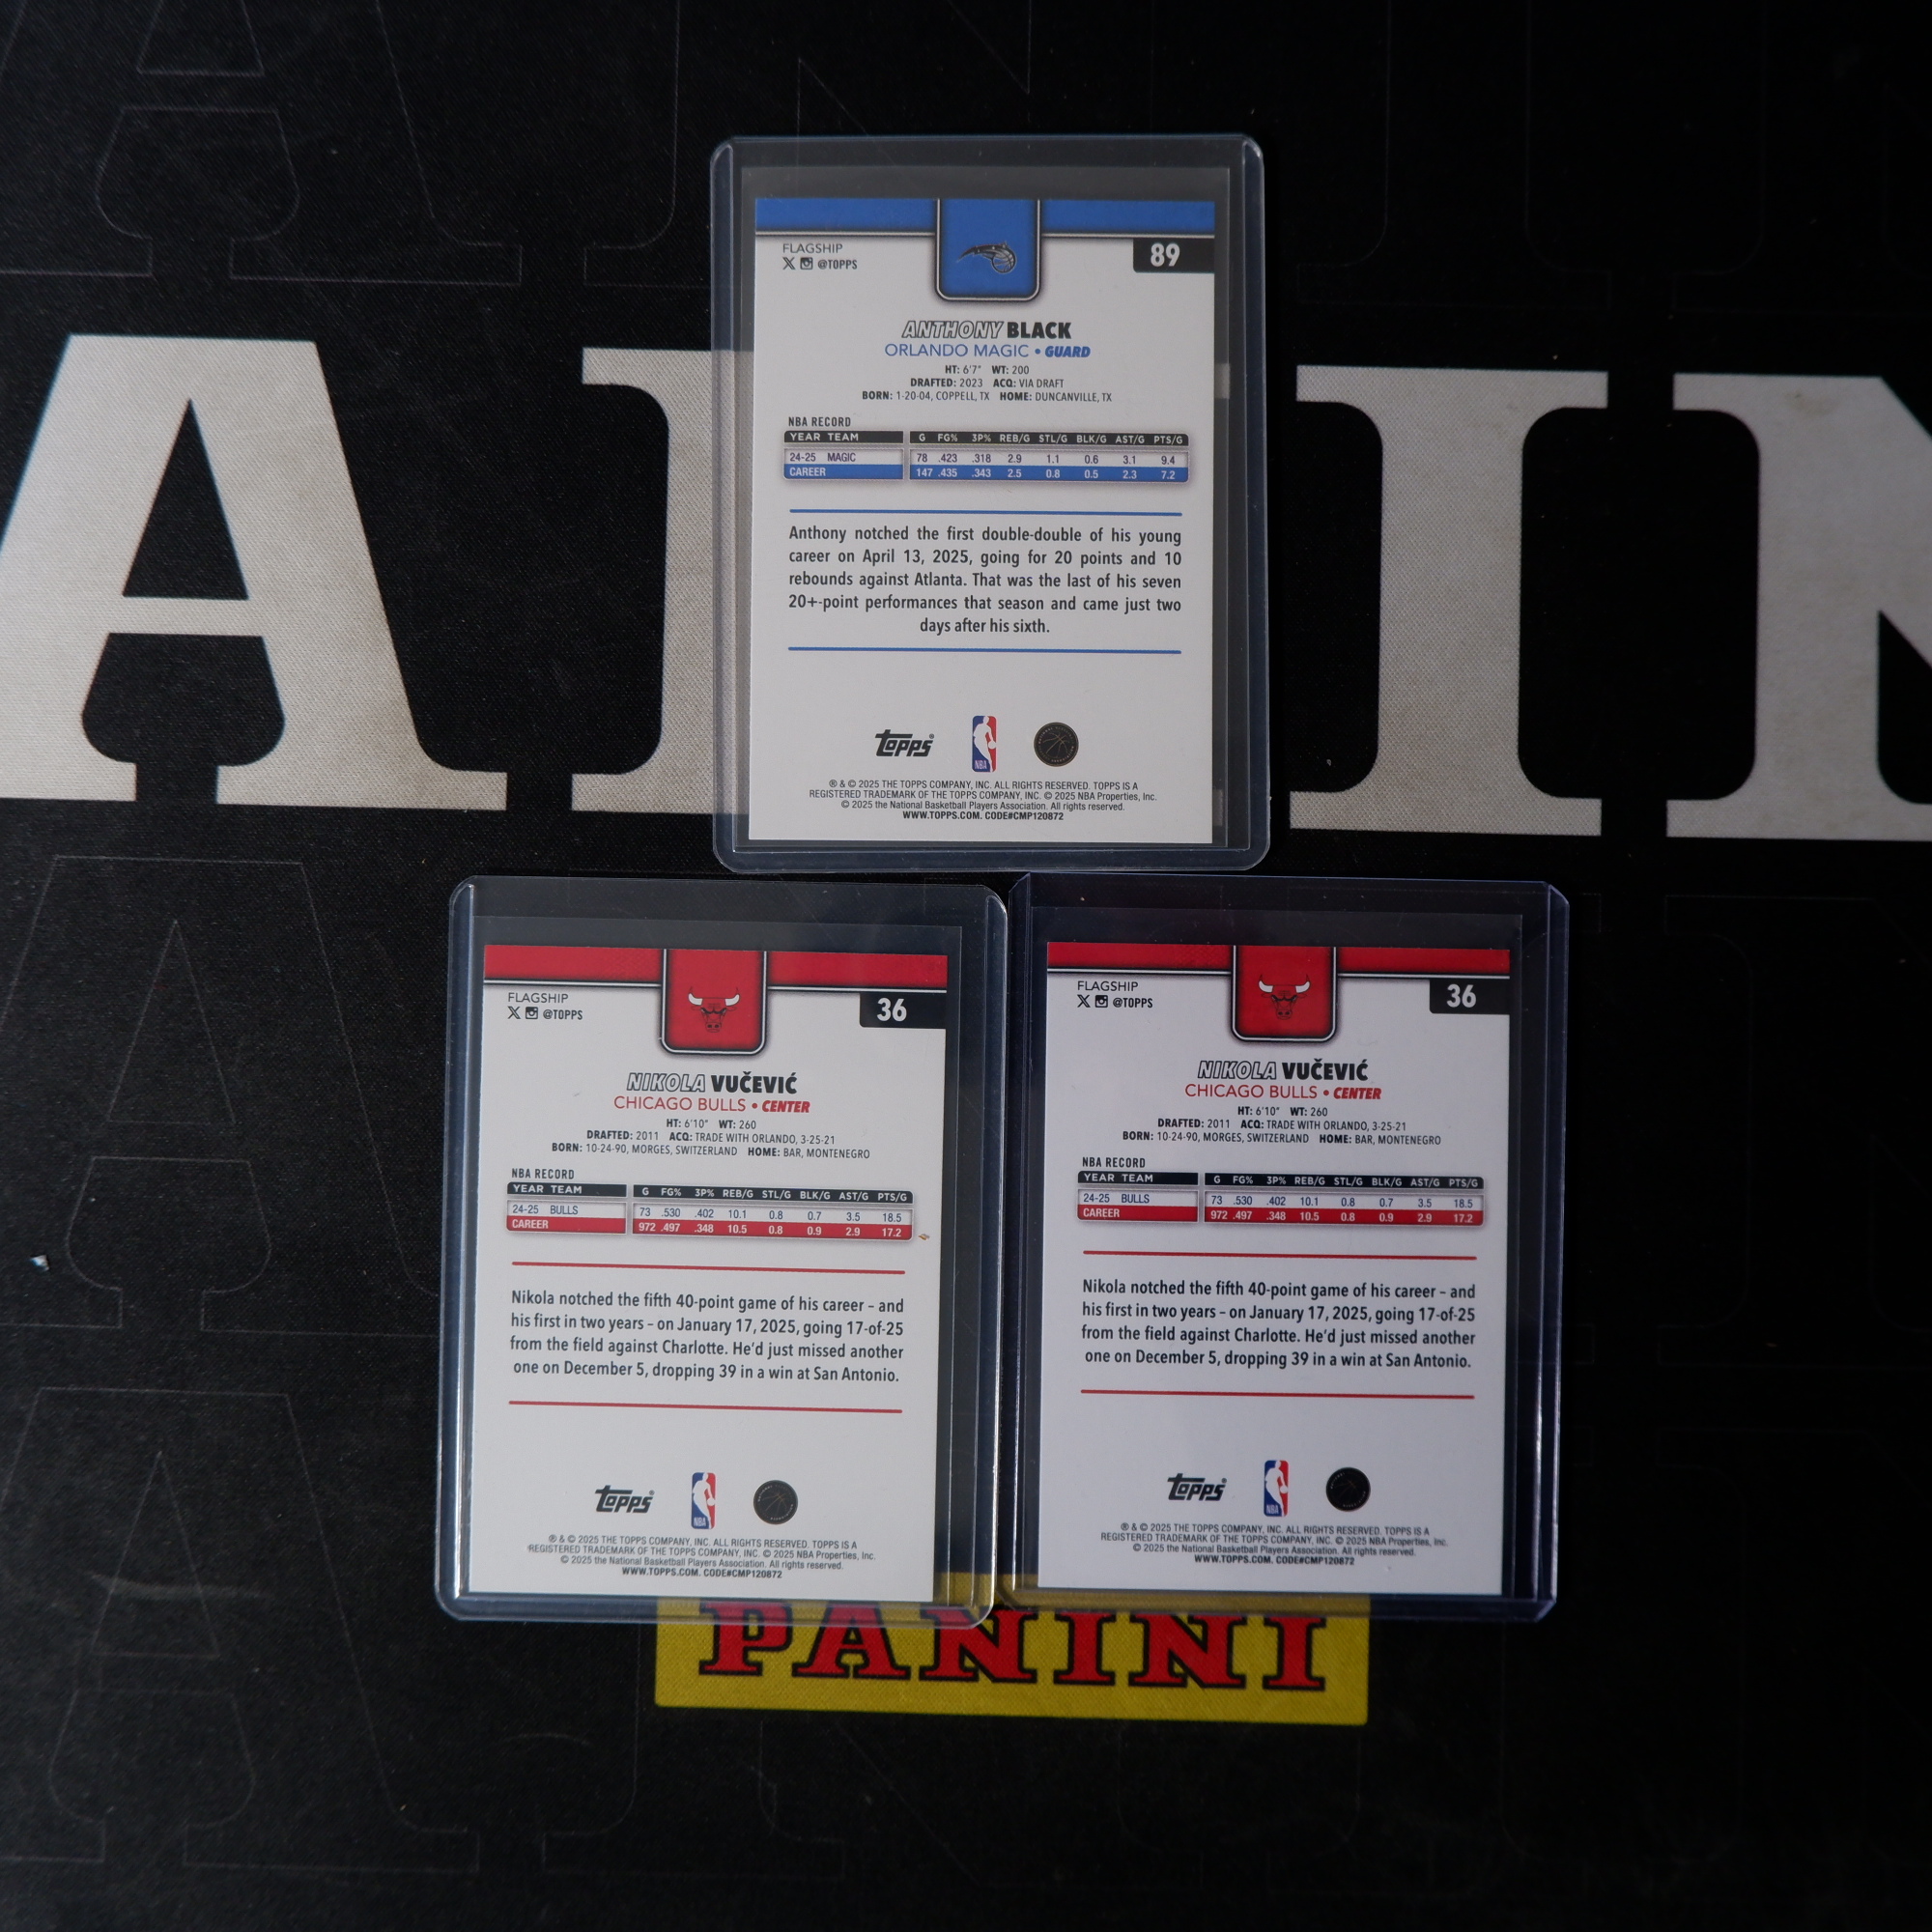 FLAGSHIP
@TOPPS
89
ANTHONY BLACK
ORLANDO MAGIC • GUARD
HT: 6'7" WT: 200
DRAFTED: 2023 ACQ: VIA DRAFT
BORN: 1-20-04, COPPELL, TX HOME: DUNCANVILLE, TX
NBA RECORD
YEAR TEAM G FG% 3P% REB/G STL/G BLK/G AST/G PTS/G
24-25 MAGIC 78 .423 .318 2.9 1.1 0.6 3.1 9.4
CAREER 147 .435 .343 2.5 0.8 0.5 2.3 7.2
Anthony notched the first double-double of his young
career on April 13, 2025, going for 20 points and 10
rebounds against Atlanta. That was the last of his seven
20+-point performances that season and came just two
days after his sixth.
Topps NBA
® & © 2025 THE TOPPS COMPANY, INC. ALL RIGHTS RESERVED. TOPPS IS A
REGISTERED TRADEMARK OF THE TOPPS COMPANY, INC. © 2025 NBA Properties, Inc.
© 2025 the National Basketball Players Association. All rights reserved.
WWW.TOPPS.COM. CODE#CMP120872
FLAGSHIP
@TOPPS
36
NIKOLA VUČEVIĆ
CHICAGO BULLS • CENTER
HT: 6'10" WT: 260
DRAFTED: 2011 ACQ: TRADE WITH ORLANDO, 3-25-21
BORN: 10-24-90, MORGES, SWITZERLAND HOME: BAR, MONTENEGRO
NBA RECORD
YEAR TEAM G FG% 3P% REB/G STL/G BLK/G AST/G PTS/G
24-25 BULLS 73 .530 .402 10.1 0.8 0.7 3.5 18.5
CAREER 972 .497 .348 10.5 0.8 0.9 2.9 17.2
Nikola notched the fifth 40-point game of his career – and
his first in two years – on January 17, 2025, going 17-of-25
from the field against Charlotte. He'd just missed another
one on December 5, dropping 39 in a win at San Antonio.
Topps NBA
® & © 2025 THE TOPPS COMPANY, INC. ALL RIGHTS RESERVED. TOPPS IS A
REGISTERED TRADEMARK OF THE TOPPS COMPANY, INC. © 2025 NBA Properties, Inc.
© 2025 the National Basketball Players Association. All rights reserved.
WWW.TOPPS.COM. CODE#CMP120872
FLAGSHIP
@TOPPS
36
NIKOLA VUČEVIĆ
CHICAGO BULLS • CENTER
HT: 6'10" WT: 260
DRAFTED: 2011 ACQ: TRADE WITH ORLANDO, 3-25-21
BORN: 10-24-90, MORGES, SWITZERLAND HOME: BAR, MONTENEGRO
NBA RECORD
YEAR TEAM G FG% 3P% REB/G STL/G BLK/G AST/G PTS/G
24-25 BULLS 73 .530 .402 10.1 0.8 0.7 3.5 18.5
CAREER 972 .497 .348 10.5 0.8 0.9 2.9 17.2
Nikola notched the fifth 40-point game of his career – and
his first in two years – on January 17, 2025, going 17-of-25
from the field against Charlotte. He'd just missed another
one on December 5, dropping 39 in a win at San Antonio.
Topps NBA
® & © 2025 THE TOPPS COMPANY, INC. ALL RIGHTS RESERVED. TOPPS IS A
REGISTERED TRADEMARK OF THE TOPPS COMPANY, INC. © 2025 NBA Properties, Inc.
© 2025 the National Basketball Players Association. All rights reserved.
WWW.TOPPS.COM. CODE#CMP120872
PANINI